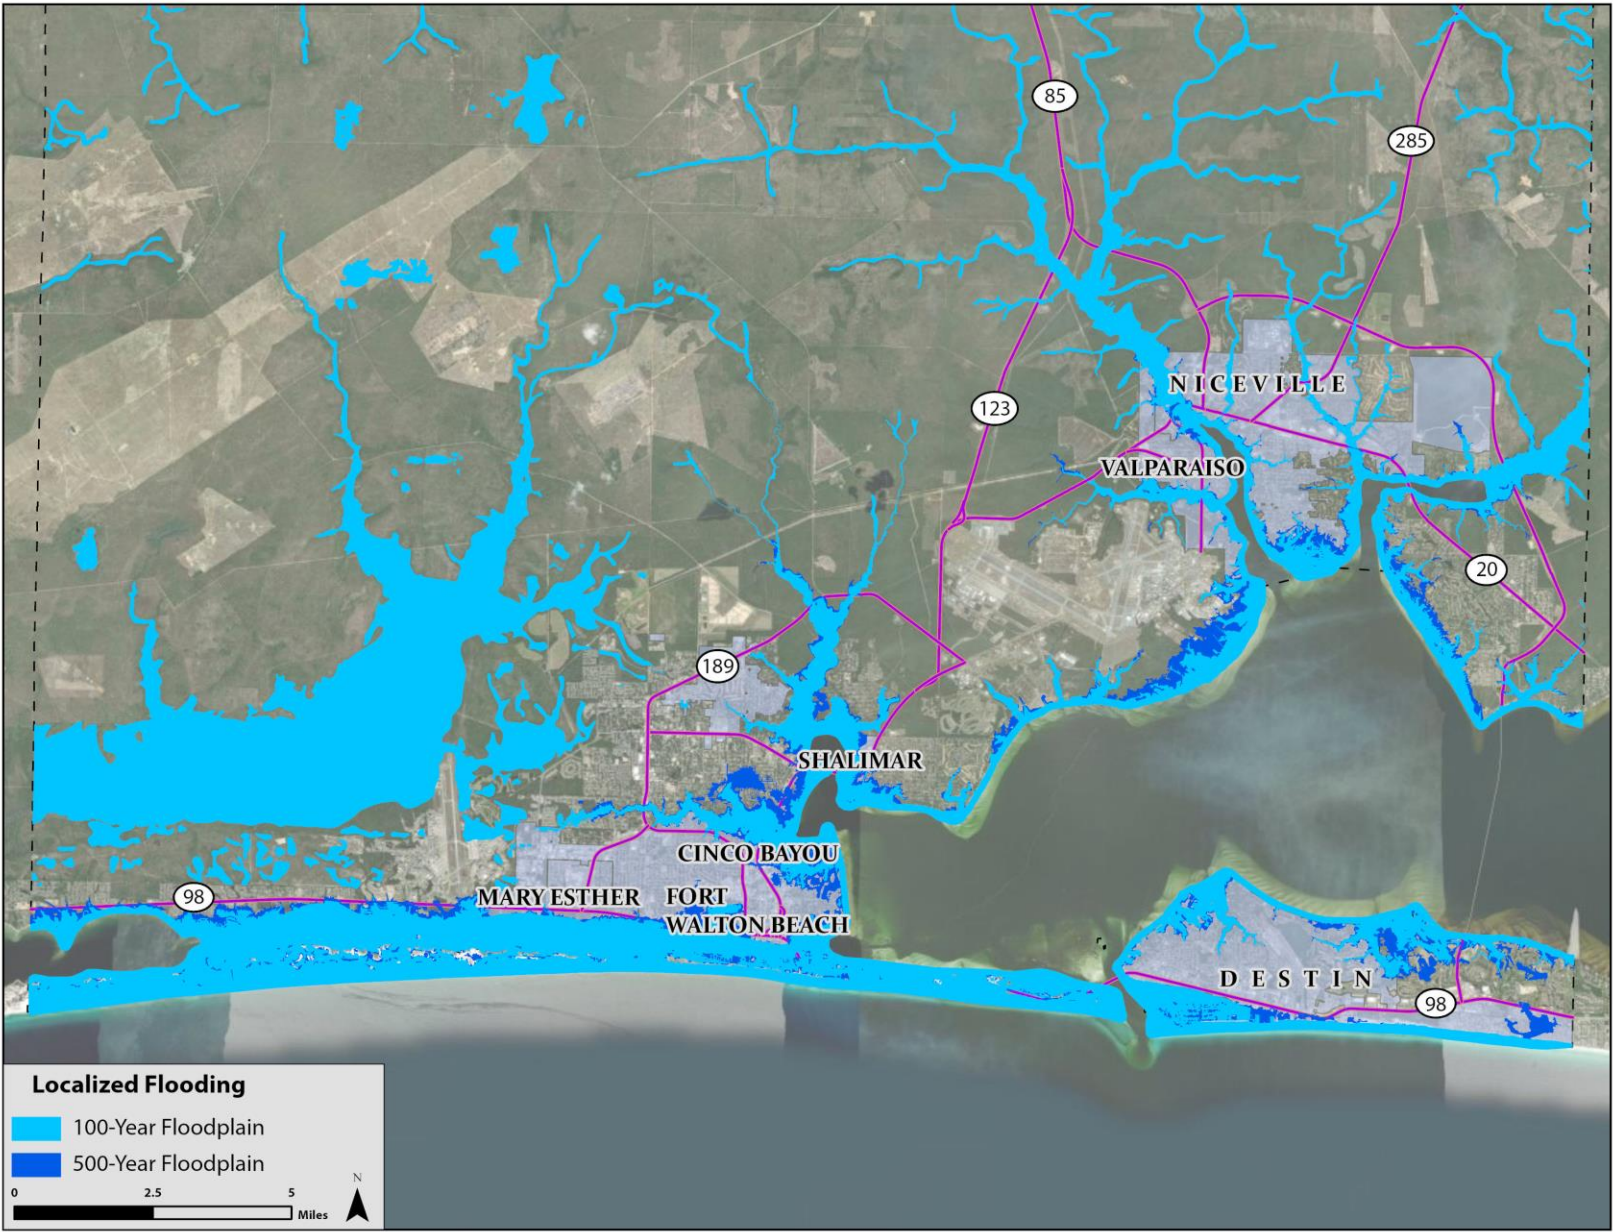 85
285
NICEVILLE
123
VALPARAISO
20
189
SHALIMAR
CINCO BAYOU
98
MARY ESTHER
FORT
WALTON BEACH
DESTIN
98
Localized Flooding
100-Year Floodplain
500-Year Floodplain
N
0 2.5 5
Miles